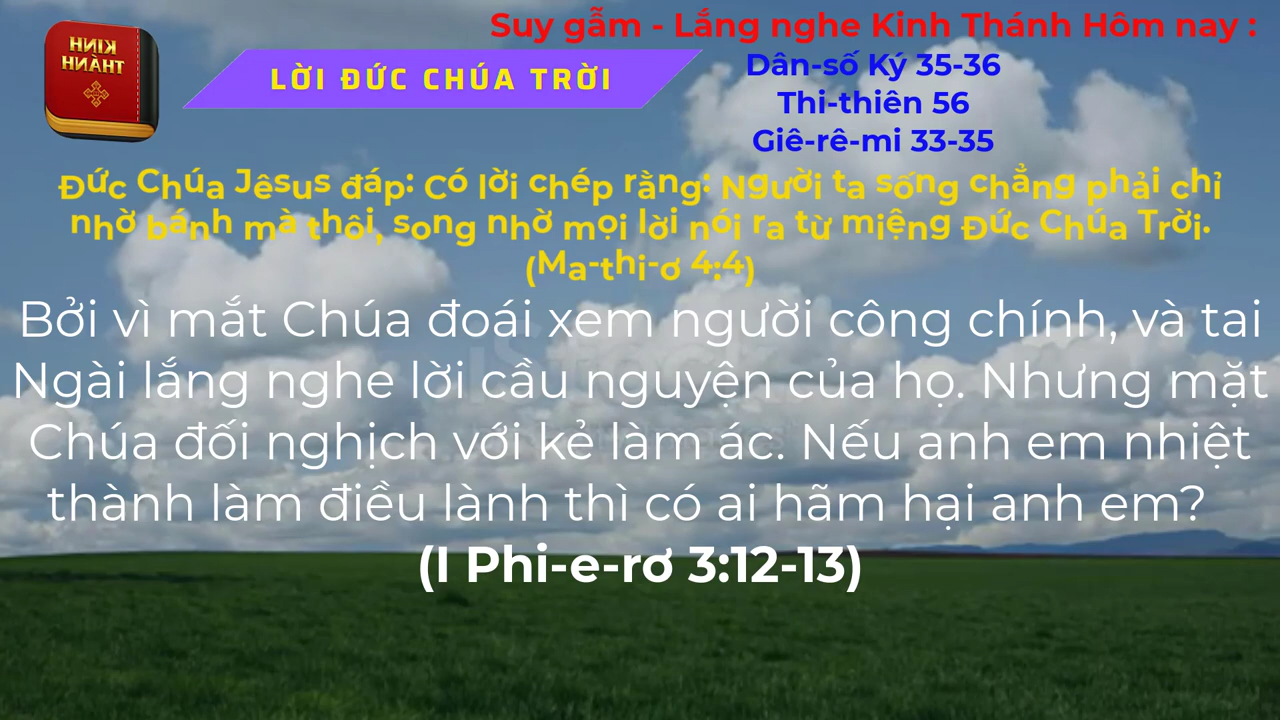 Suy gẫm - Lắng nghe Kinh Thánh Hôm nay :
KINH
THÁNH
LỜI ĐỨC CHÚA TRỜI
Dân-số Ký 35-36
Thi-thiên 56
Giê-rê-mi 33-35
Đức Chúa Jêsus đáp: Có lời chép rằng: Người ta sống chẳng phải chỉ
nhờ bánh mà thôi, song nhờ mọi lời nói ra từ miệng Đức Chúa Trời.
(Ma-thi-ơ 4:4)
Bởi vì mắt Chúa đoái xem người công chính, và tai
Ngài lắng nghe lời cầu nguyện của họ. Nhưng mặt
Chúa đối nghịch với kẻ làm ác. Nếu anh em nhiệt
thành làm điều lành thì có ai hãm hại anh em?
(I Phi-e-rơ 3:12-13)